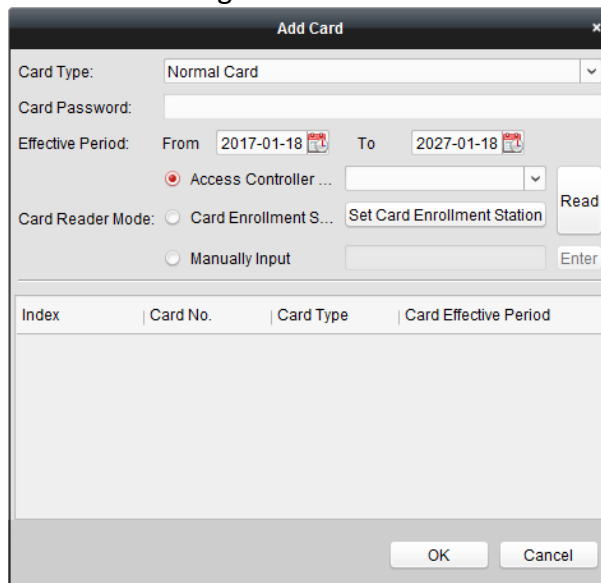 Add Card ×
Card Type: Normal Card
Card Password:
Effective Period: From 2017-01-18 To 2027-01-18
Access Controller ...
Card Reader Mode: Card Enrollment S... Set Card Enrollment Station Read
Manually Input Enter
Index Card No. Card Type Card Effective Period
OK Cancel